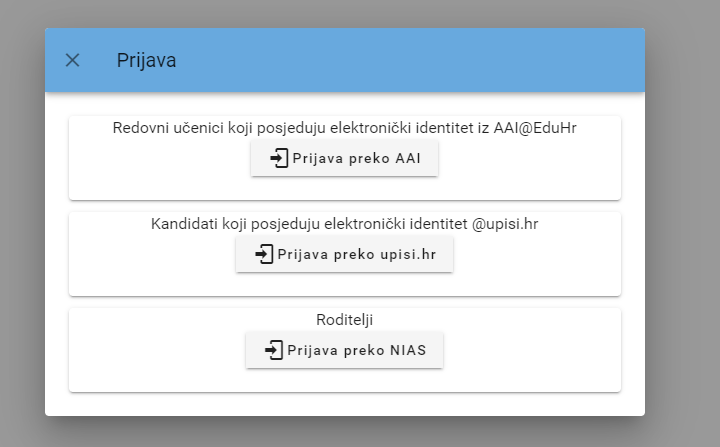 Prijava
Redovni učenici koji posjeduju elektronički identitet iz AAI@EduHr
Prijava preko AAI
Kandidati koji posjeduju elektronički identitet @upisi.hr
Prijava preko upisi.hr
Roditelji
Prijava preko NIAS